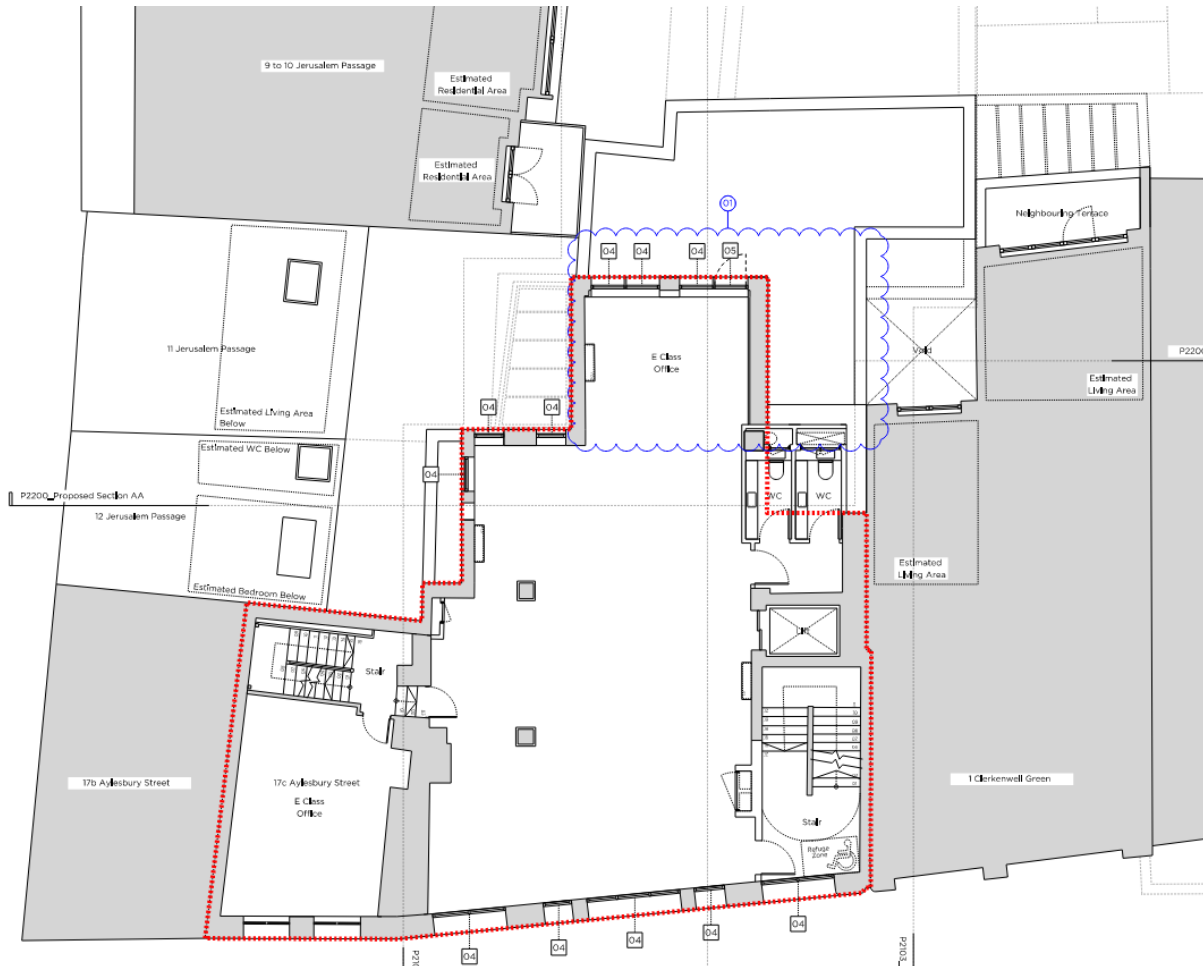 9 to 10 Jerusalem Passage
Estimated
Residential Area
Estimated
Residential Area
01
Neighbouring Terrace
04
04
04
05
11 Jerusalem Passage
E Class
Office
Void
P2200
Estimated
Living Area
Estimated Living Area
Below
04
04
Estimated WC Below
04
P2200_Proposed Section AA
12 Jerusalem Passage
WC
WC
Estimated
Living Area
Estimated Bedroom Below
Lift
Stair
17b Aylesbury Street
17c Aylesbury Street
E Class
Office
1 Clerkenwell Green
Stair
Refuge
Zone
04
04
04
04
04
P210
P2103_